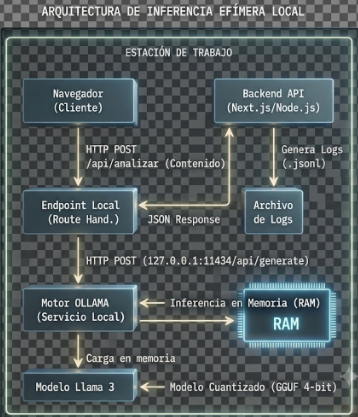 ARQUITECTURA DE INFERENCIA EFÍMERA LOCAL
ESTACIÓN DE TRABAJO
Navegador
(Cliente)
Backend API
(Next.js/Node.js)
HTTP POST
/api/analizar (Contenido)
Genera Logs
(.jsonl)
Endpoint Local
(Route Hand.)
JSON Response
Archivo
de Logs
HTTP POST (127.0.0.1:11434/api/generate)
Motor OLLAMA
(Servicio Local)
Inferencia en Memoria (RAM)
RAM
Carga en memoria
Modelo Llama 3
Modelo Cuantizado (GGUF 4-bit)